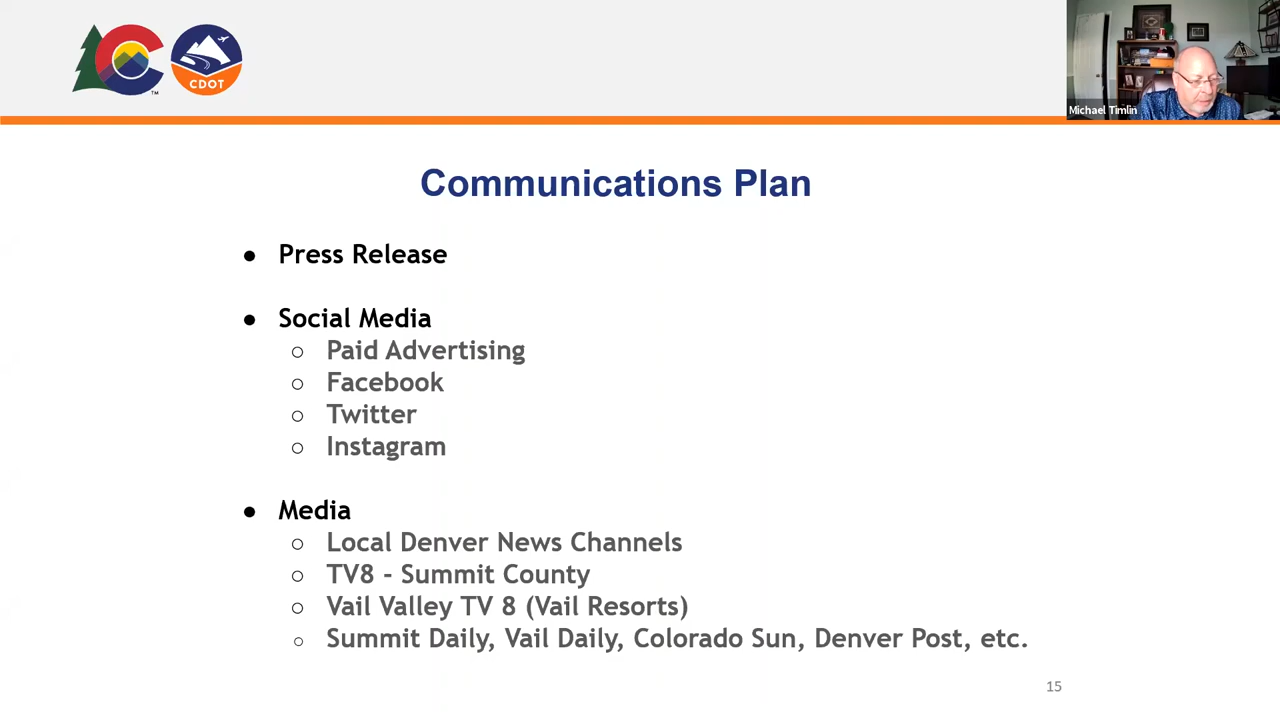 CDOT
TM
Michael Timlin
Communications Plan
● Press Release
● Social Media
○ Paid Advertising
○ Facebook
○ Twitter
○ Instagram
● Media
○ Local Denver News Channels
○ TV8 - Summit County
○ Vail Valley TV 8 (Vail Resorts)
○ Summit Daily, Vail Daily, Colorado Sun, Denver Post, etc.
15